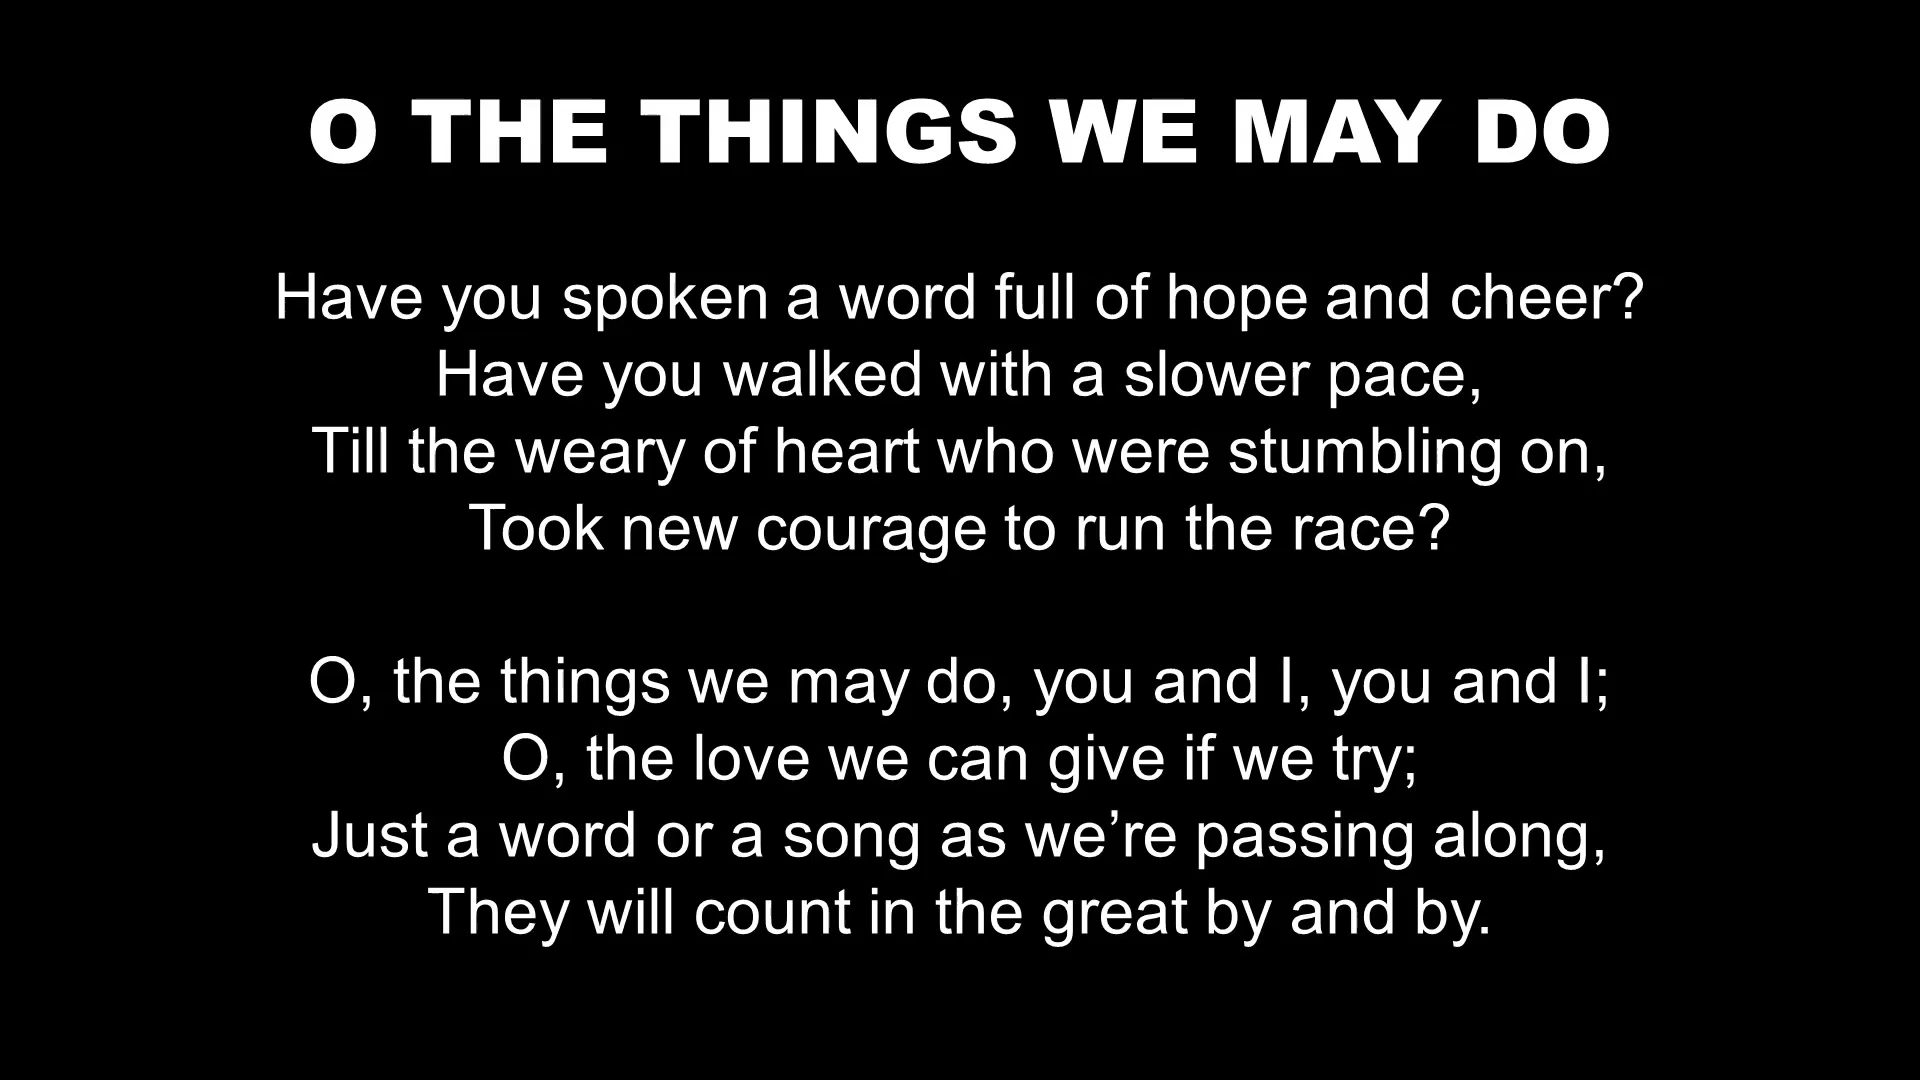 O THE THINGS WE MAY DO
Have you spoken a word full of hope and cheer?
Have you walked with a slower pace,
Till the weary of heart who were stumbling on,
Took new courage to run the race?
O, the things we may do, you and I, you and I;
O, the love we can give if we try;
Just a word or a song as we’re passing along,
They will count in the great by and by.